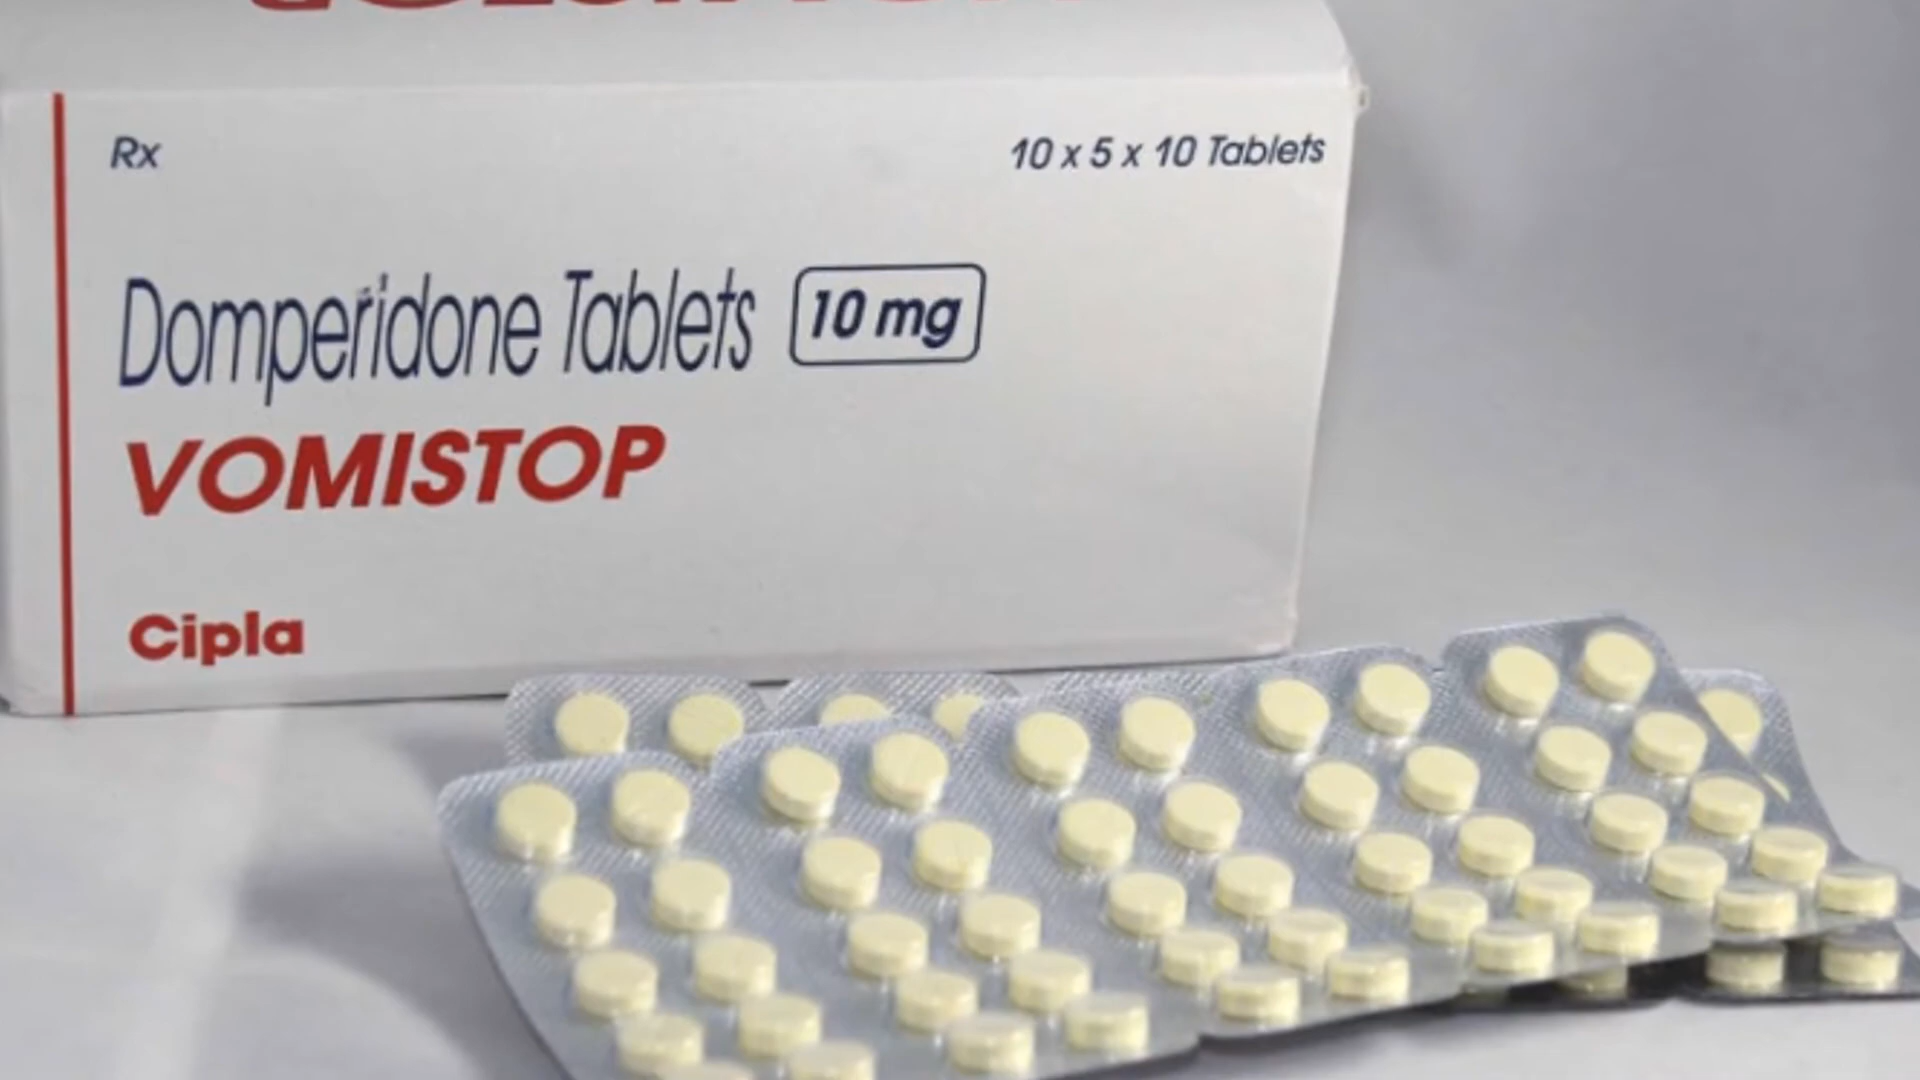 Rx
10 x 5 x 10 Tablets
Domperidone Tablets 10 mg
VOMISTOP
Cipla